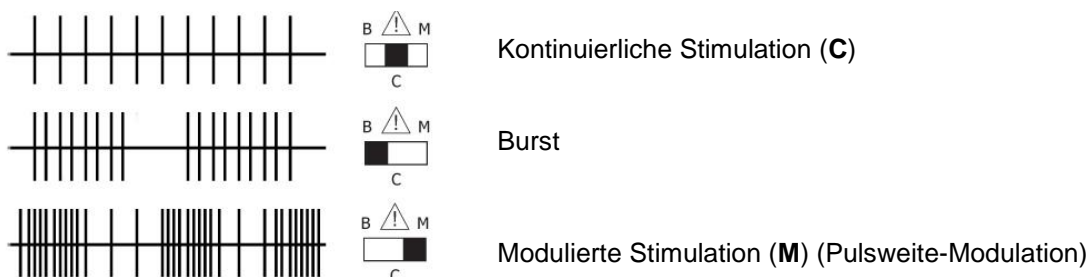 B ! M
C
Kontinuierliche Stimulation (C)
B ! M
C
Burst
B ! M
C
Modulierte Stimulation (M) (Pulsweite-Modulation)